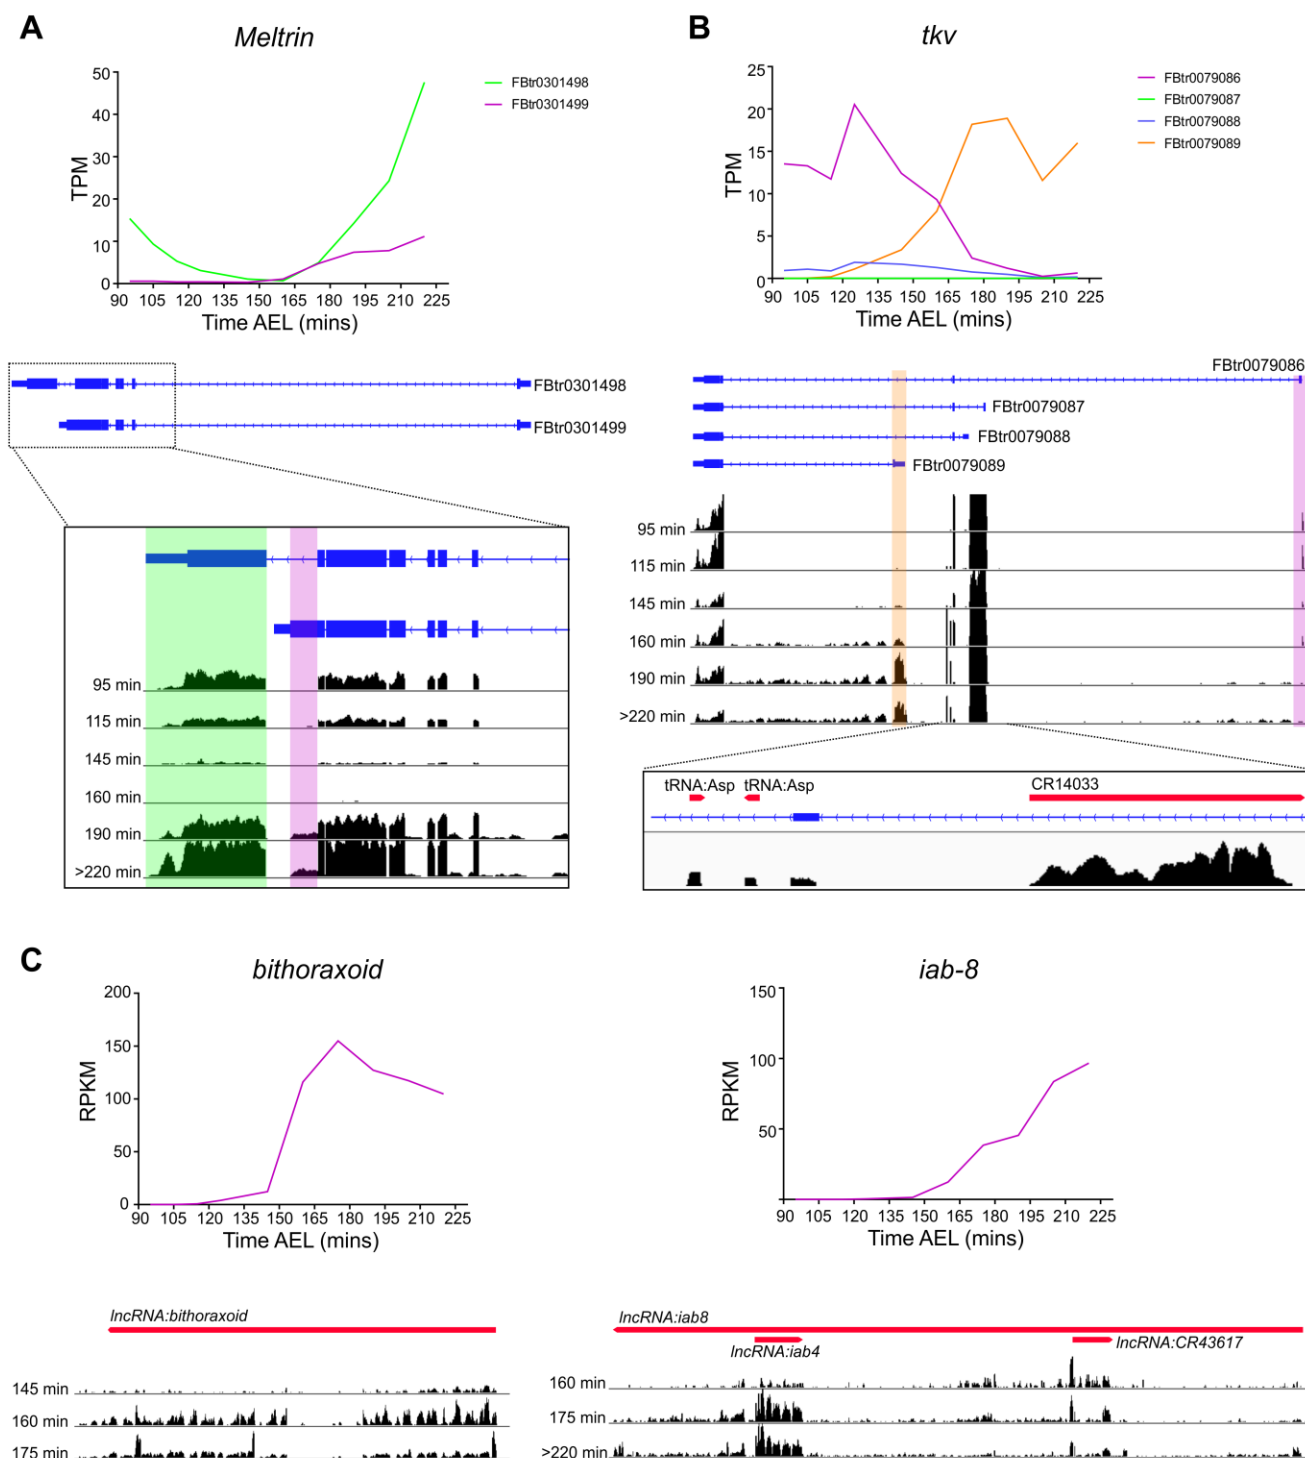 A
Meltrin
50
40
30
20
10
0
TPM
90 105 120 135 150 165 180 195 210 225
Time AEL (mins)
FBtr0301498
FBtr0301499
FBtr0301498
FBtr0301499
95 min
115 min
145 min
160 min
190 min
>220 min
B
tkv
25
20
15
10
5
0
TPM
90 105 120 135 150 165 180 195 210 225
Time AEL (mins)
FBtr0079086
FBtr0079087
FBtr0079088
FBtr0079089
FBtr0079086
FBtr0079087
FBtr0079088
FBtr0079089
95 min
115 min
145 min
160 min
190 min
>220 min
tRNA:Asp tRNA:Asp CR14033
C
bithoraxoid
200
150
100
50
0
RPKM
90 105 120 135 150 165 180 195 210 225
Time AEL (mins)
lncRNA:bithoraxoid
145 min
160 min
175 min
iab-8
150
100
50
RPKM
90 105 120 135 150 165 180 195 210 225
Time AEL (mins)
lncRNA:iab8
lncRNA:iab4
lncRNA:CR43617
160 min
175 min
>220 min